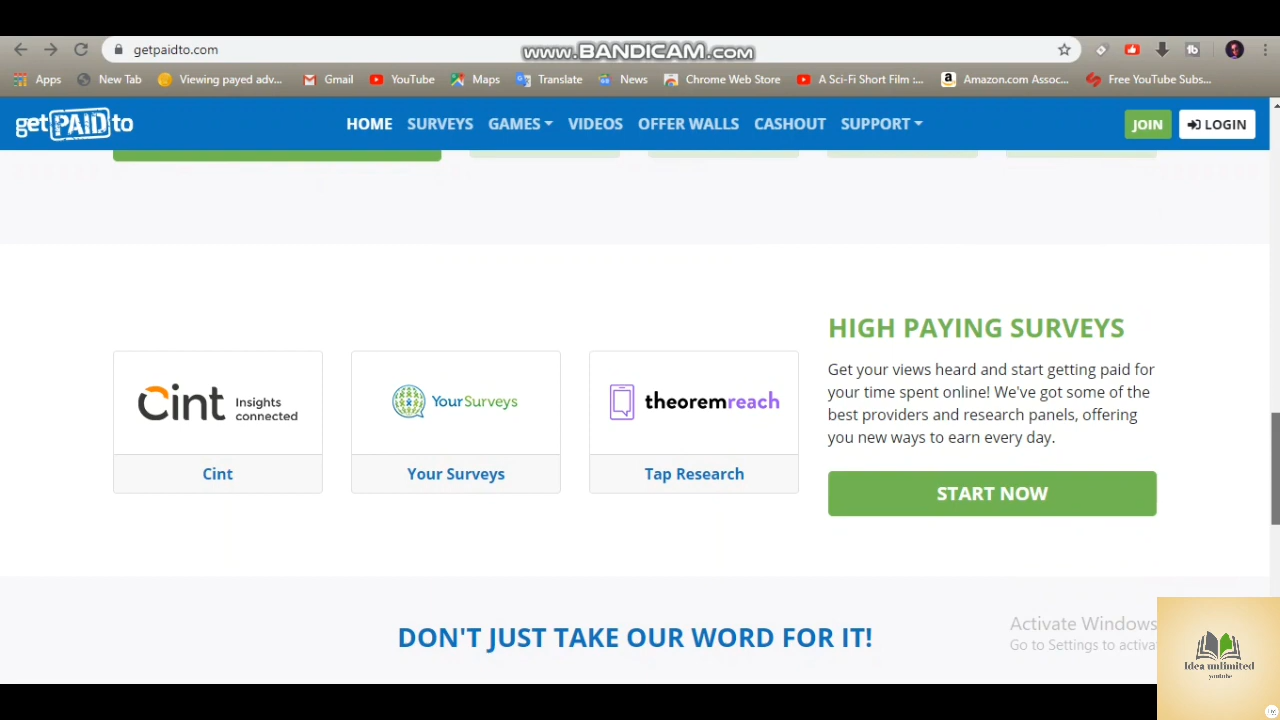 getpaidto.com
www.BANDICAM.com
Apps
New Tab
Viewing payed adv...
Gmail
YouTube
Maps
Translate
News
Chrome Web Store
A Sci-Fi Short Film :...
Amazon.com Assoc...
Free YouTube Subs...
get PAID to
HOME
SURVEYS
GAMES
VIDEOS
OFFER WALLS
CASHOUT
SUPPORT
JOIN
LOGIN
Cint Insights
connected
Cint
YourSurveys
Your Surveys
theoremreach
Tap Research
HIGH PAYING SURVEYS
Get your views heard and start getting paid for
your time spent online! We've got some of the
best providers and research panels, offering
you new ways to earn every day.
START NOW
DON'T JUST TAKE OUR WORD FOR IT!
Activate Windows
Go to Settings to activa
Idea unlimited
youtube